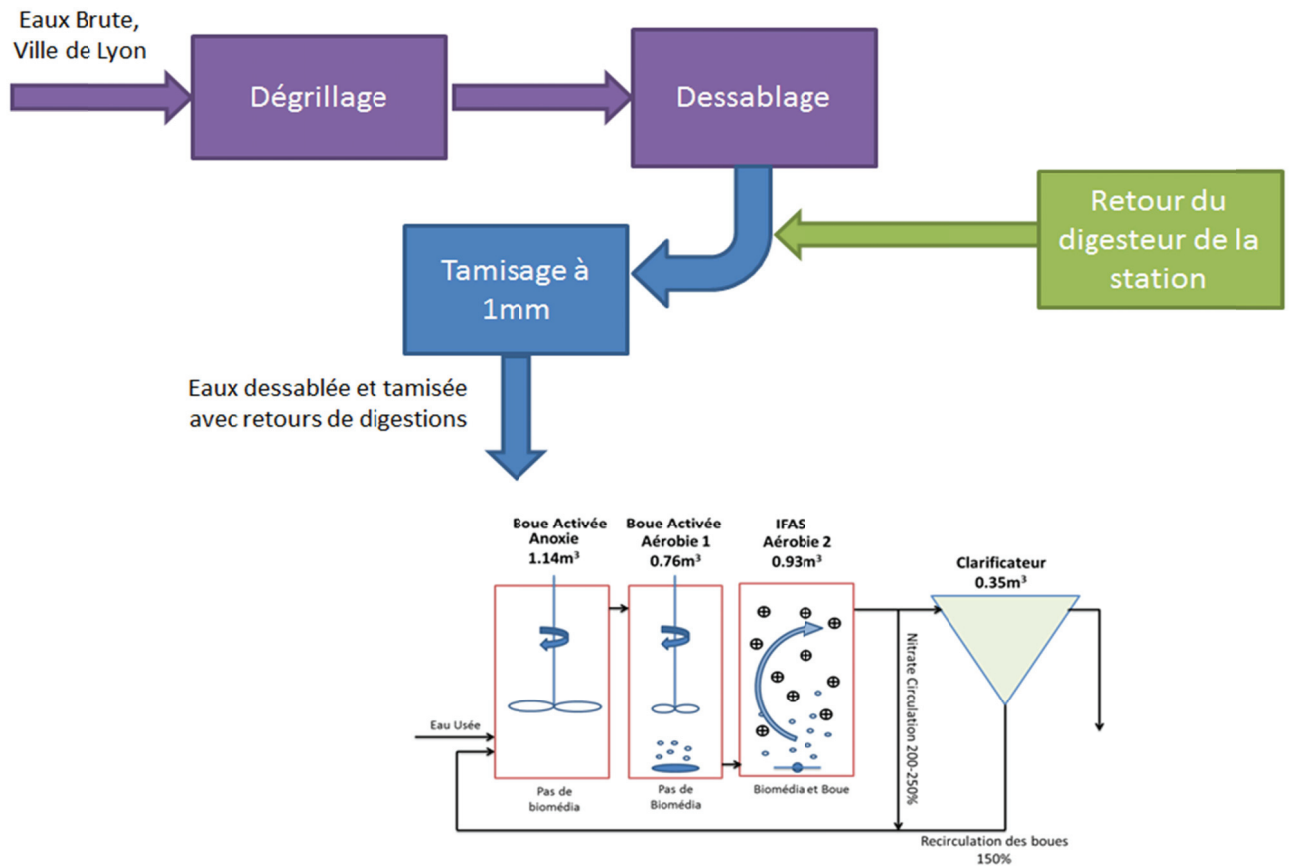 Eaux Brute,
Ville de Lyon
Dégrillage
Dessablage
Retour du
digesteur de la
station
Tamisage à
1mm
Eaux dessablée et tamisée
avec retours de digestions
Boue Activée
Anoxie
1.14m³
Boue Activée
Aérobie 1
0.76m³
IFAS
Aérobie 2
0.93m³
Clarificateur
0.35m³
Eau Usée
Nitrate Circulation 200-250%
Pas de
biomédia
Pas de
Biomédia
Biomédia et Boue
Recirculation des boues
150%